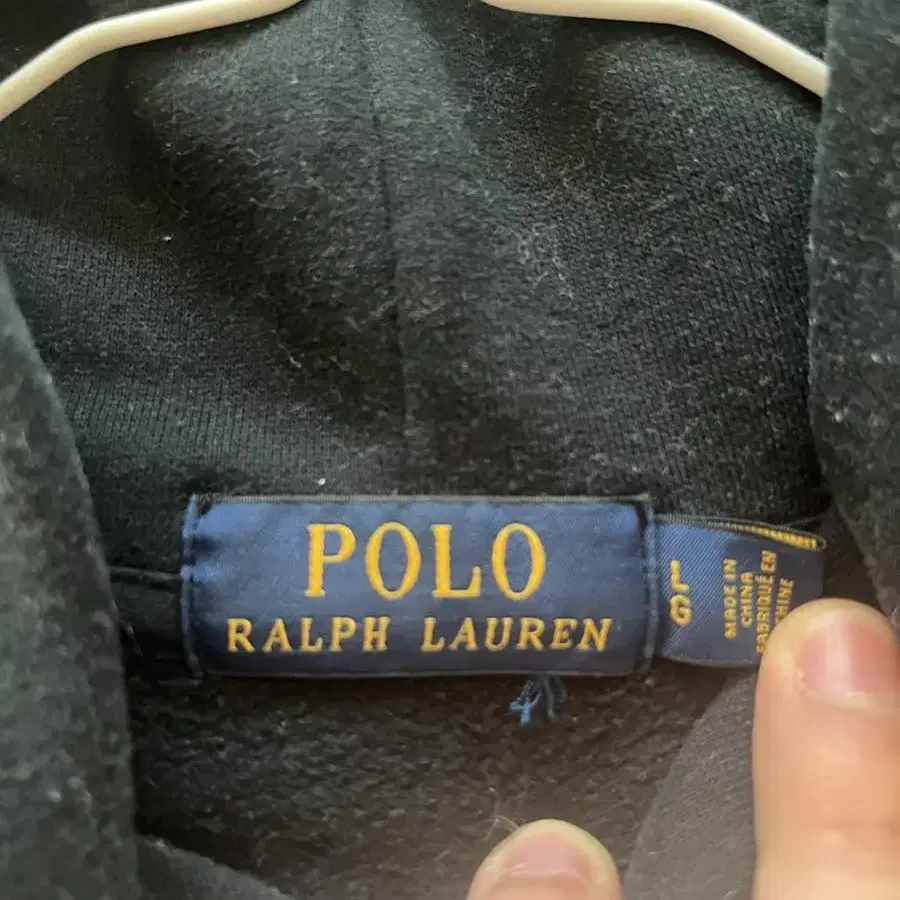 POLO
RALPH LAUREN
L/G
MADE IN
CHINA
FABRIQUÉ EN
CHINE